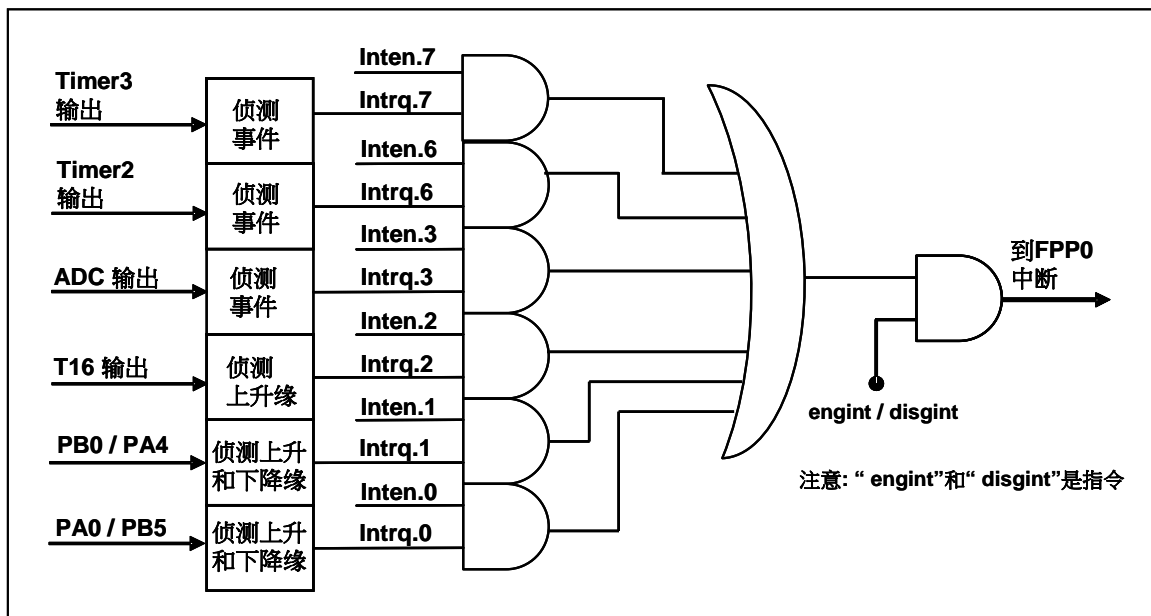 Timer3
输出
侦测
事件
Inten.7
Intrq.7
Timer2
输出
侦测
事件
Inten.6
Intrq.6
ADC 输出
侦测
事件
Inten.3
Intrq.3
T16 输出
侦测
上升缘
Inten.2
Intrq.2
PB0 / PA4
侦测上升
和下降缘
Inten.1
Intrq.1
PA0 / PB5
侦测上升
和下降缘
Inten.0
Intrq.0
到FPP0
中断
engint / disgint
注意: “ engint”和“ disgint”是指令